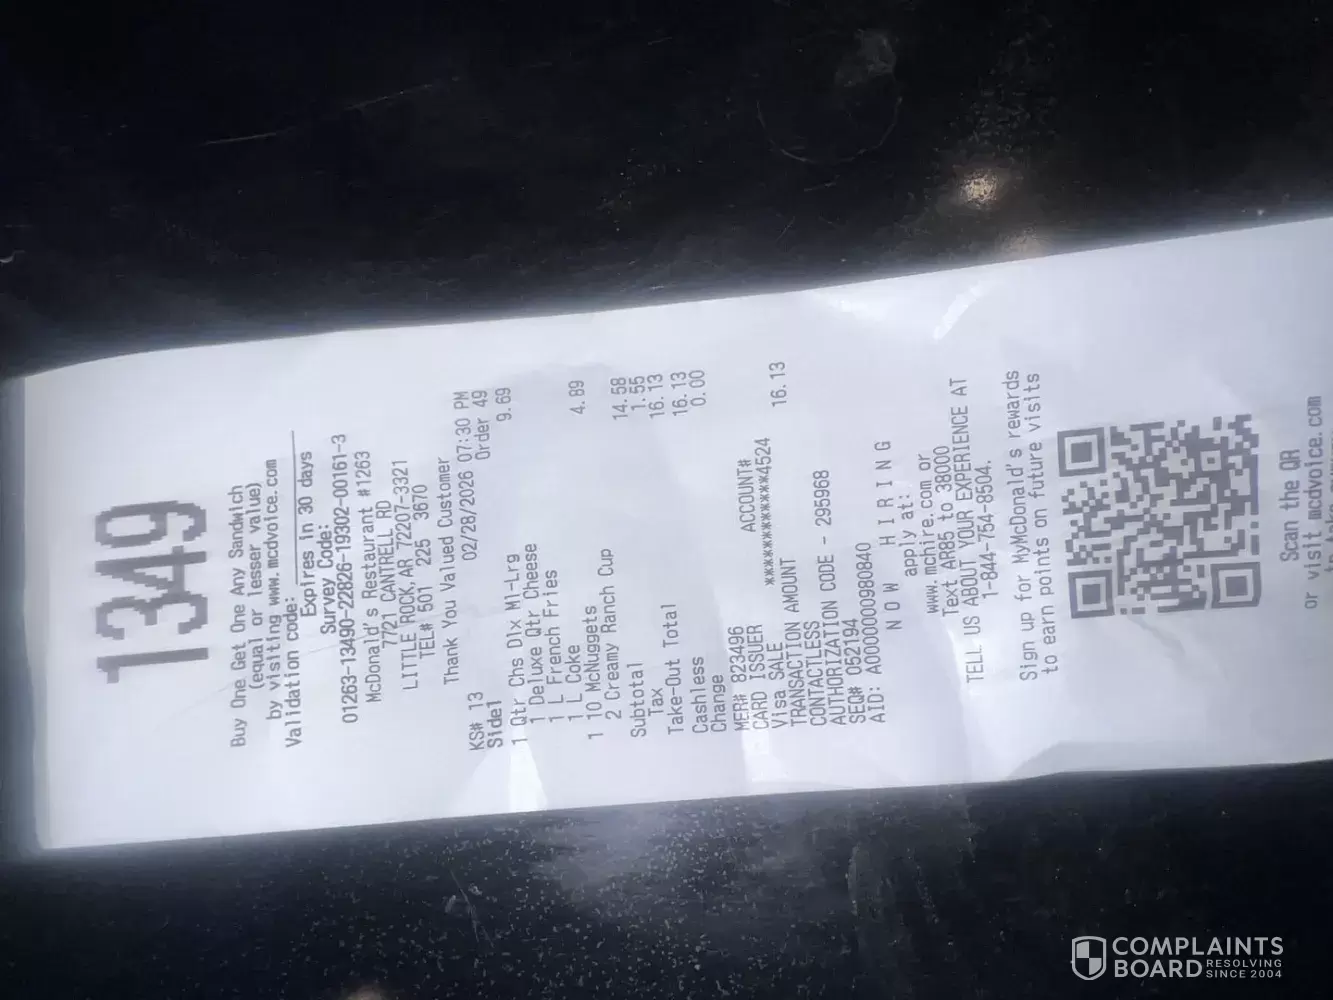 1349
Buy One Get One Any Sandwich
(equal or lesser value)
by visiting www.mcdvoice.com
Validation code:
Expires in 30 days
Survey Code:
01263-13490-22826-19302-00161-3
McDonald's Restaurant #1263
7721 CANTRELL RD
LITTLE ROCK,AR 72207-3321
TEL# 501 225 3670
Thank You Valued Customer
KS# 13 02/28/2026 07:30 PM
Side1 Order 49
1 Qtr Chs Dlx Ml-Lrg 9.69
1 Deluxe Qtr Cheese
1 L French Fries
1 L Coke
1 10 McNuggets 4.89
2 Creamy Ranch Cup
Subtotal 14.58
Tax 1.55
Take-Out Total 16.13
Cashless 16.13
Change 0.00
MER# 823496
CARD ISSUER ACCOUNT#
Visa SALE ************4524
TRANSACTION AMOUNT 16.13
CONTACTLESS
AUTHORIZATION CODE - 295968
SEQ# 052194
AID: A0000000980840
NOW HIRING
apply at:
www.mchire.com or
Text AR85 to 38000
TELL US ABOUT YOUR EXPERIENCE AT
1-844-754-9504.
Sign up for MyMcDonald's rewards
to earn points on future visits
Scan the QR
or visit mcdvoice.com
COMPLAINTS
BOARD RESOLVING
SINCE 2004